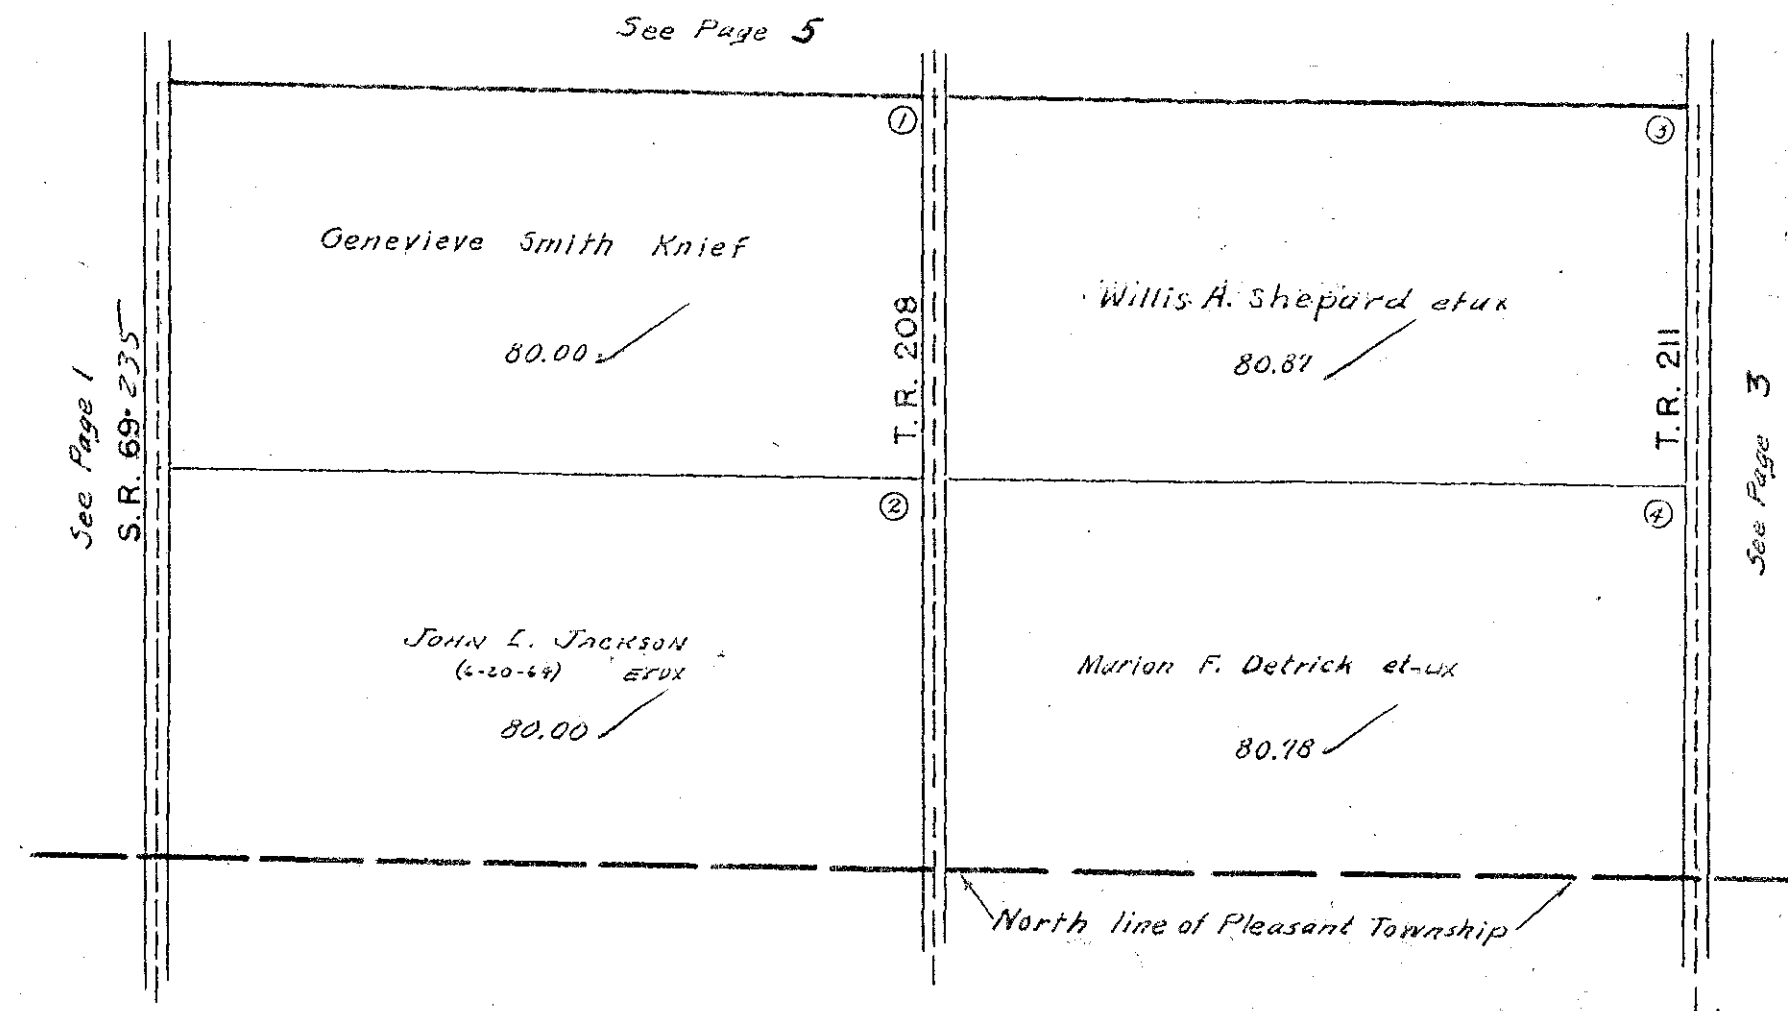 See Page 5
①
③
Genevieve Smith Knief
80.00
Willis A. Shepard etux
80.87
See Page 1
S.R. 69-235
T.R. 208
T.R. 211
See Page 3
②
④
JOHN L. JACKSON
(6-20-69) ETUX
80.00
Marion F. Detrick et-ux
80.78
North line of Pleasant Township